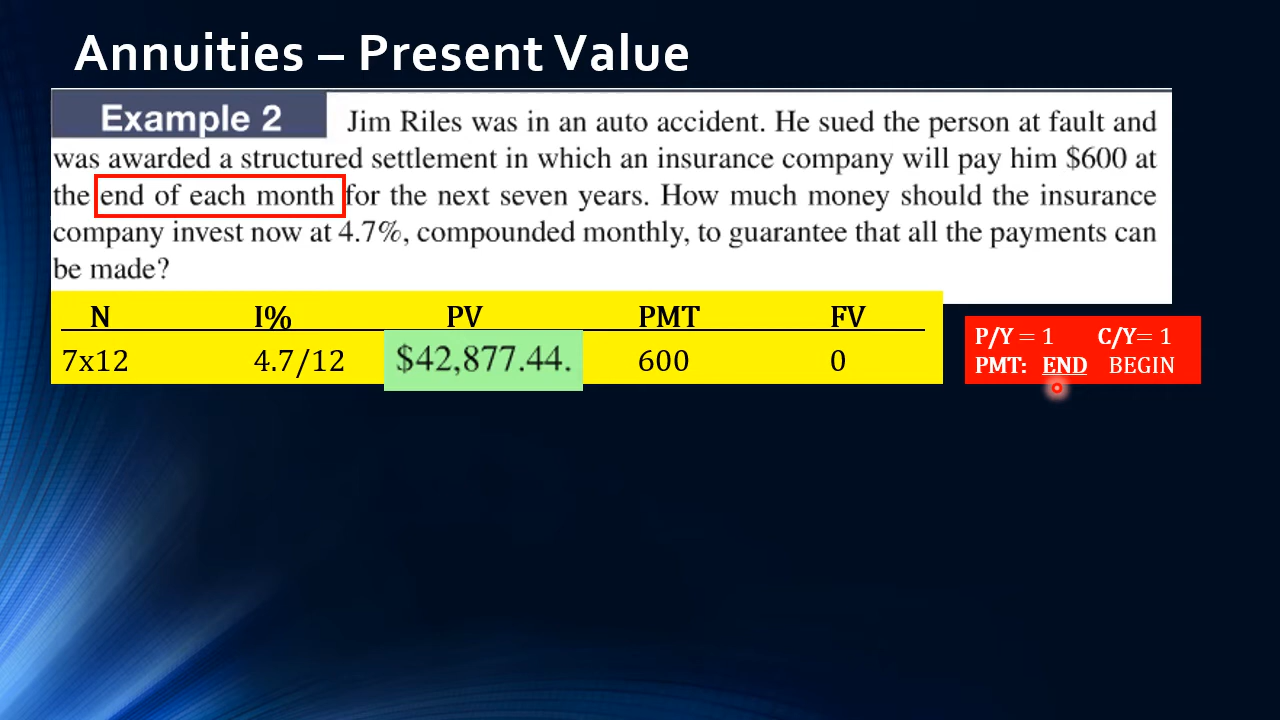 Annuities – Present Value
Example 2 Jim Riles was in an auto accident. He sued the person at fault and
was awarded a structured settlement in which an insurance company will pay him $600 at
the end of each month for the next seven years. How much money should the insurance
company invest now at 4.7%, compounded monthly, to guarantee that all the payments can
be made?
N I% PV PMT FV
7x12 4.7/12 $42,877.44. 600 0
P/Y = 1 C/Y= 1
PMT: END BEGIN